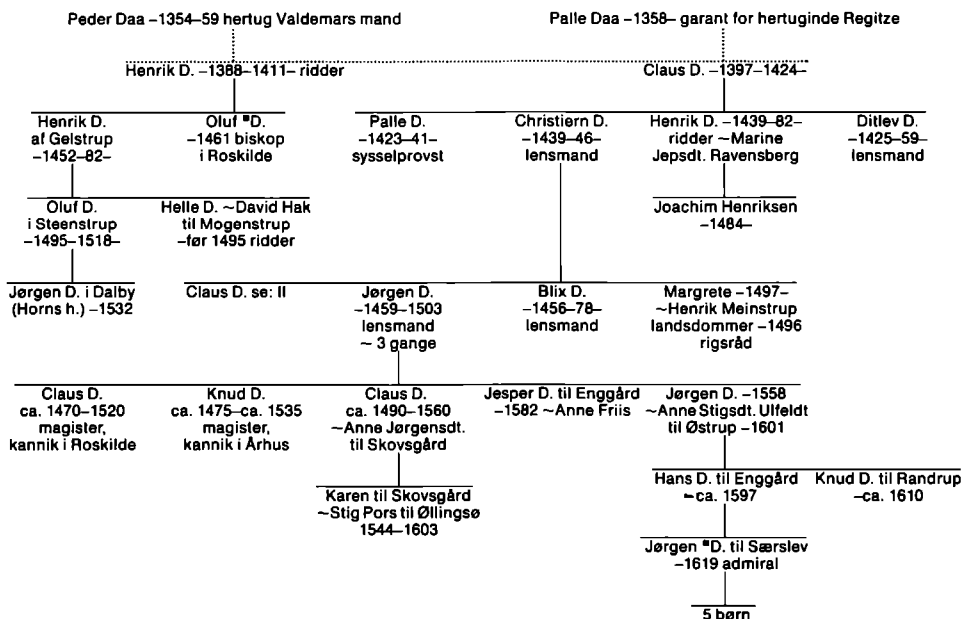 Peder Daa –1354–59 hertug Valdemars mand
Palle Daa –1358– garant for hertuginde Regitze
Henrik D. –1388–1411– ridder
Claus D. –1397–1424–
Henrik D.
af Gelstrup
–1452–82–
Oluf *D.
–1461 biskop
i Roskilde
Palle D.
–1423–41–
sysselprovst
Christiern D.
–1439–46–
lensmand
Henrik D. –1439–82–
ridder ~Marine
Jepsdt. Ravensberg
Ditlev D.
–1425–59–
lensmand
Oluf D.
i Steenstrup
–1495–1518–
Helle D. ~David Hak
til Mogenstrup
–før 1495 ridder
Joachim Henriksen
–1484–
Jørgen D. i Dalby
(Horns h.) –1532
Claus D. se: II
Jørgen D.
–1459–1503
lensmand
~ 3 gange
Blix D.
–1456–78–
lensmand
Margrete –1497–
~Henrik Meinstrup
landsdommer –1496
rigsråd
Claus D.
ca. 1470–1520
magister,
kannik i Roskilde
Knud D.
ca. 1475–ca. 1535
magister,
kannik i Århus
Claus D.
ca. 1490–1560
~Anne Jørgensdt.
til Skovsgård
Jesper D. til Enggård
–1582 ~Anne Friis
Jørgen D. –1558
~Anne Stigsdt. Ulfeldt
til Østrup –1601
Karen til Skovsgård
~Stig Pors til Øllingsø
1544–1603
Hans D. til Enggård
–ca. 1597
Knud D. til Randrup
–ca. 1610
Jørgen *D. til Særslev
–1619 admiral
5 børn